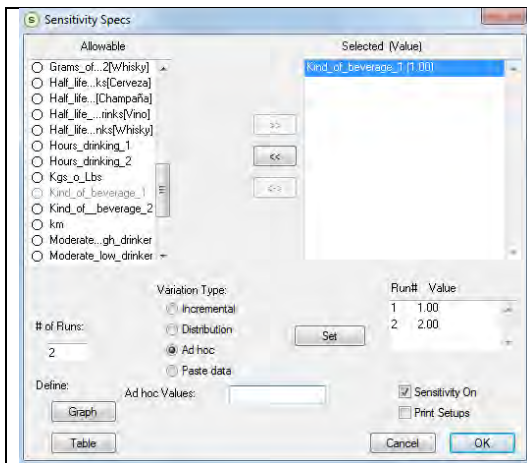 Sensitivity Specs
Allowable
Selected (Value)
Grams_of...2[Whisky]
Half_life...ks[Cerveza]
Half_life...[Champaña]
Half_life_...rinks[Vino]
Half_life...nks[Whisky]
Hours_drinking_1
Hours_drinking_2
Kgs_o_Lbs
Kind_of_beverage_1
Kind_of__beverage_2
km
Moderate...gh_drinker
Moderate_low_drinker
Kind_of_beverage_1 (1.00)
>>
<<
<->
Variation Type:
Incremental
Distribution
Ad hoc
Paste data
# of Runs:
2
Set
Run# Value
1 1.00
2 2.00
Define:
Graph
Table
Ad hoc Values:
Sensitivity On
Print Setups
Cancel
OK